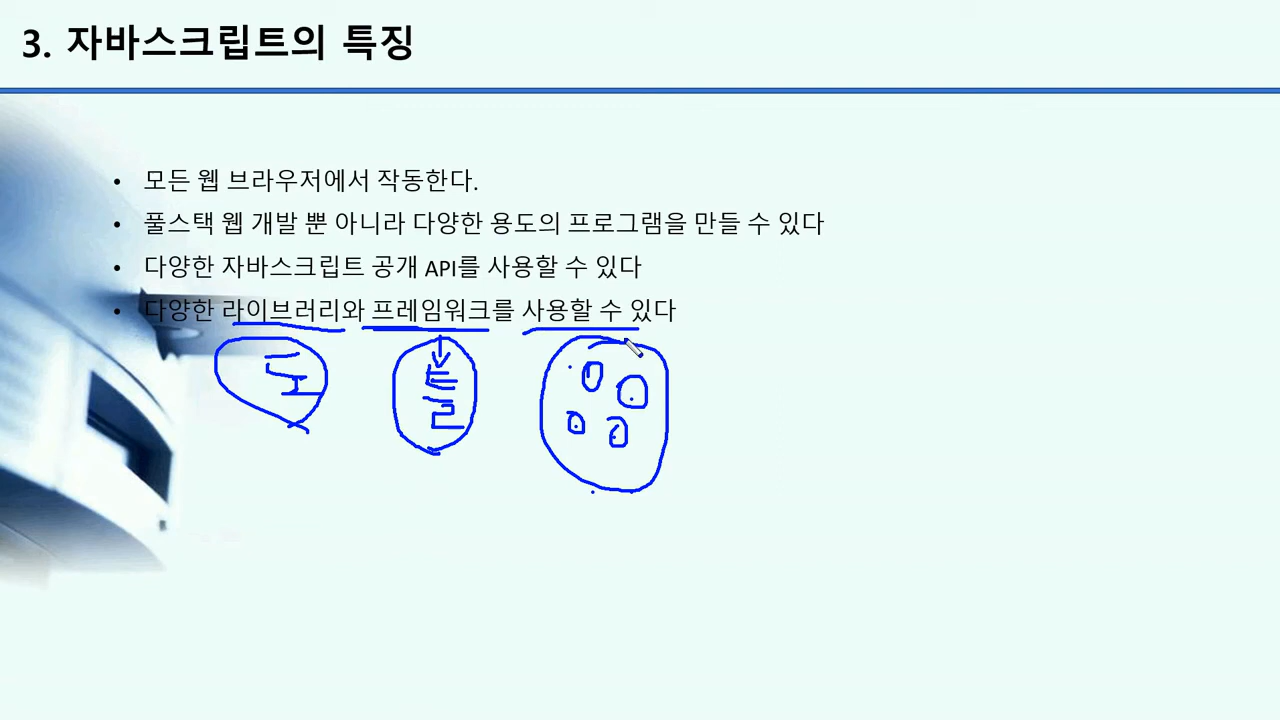 3. 자바스크립트의 특징
• 모든 웹 브라우저에서 작동한다.
• 풀스택 웹 개발 뿐 아니라 다양한 용도의 프로그램을 만들 수 있다
• 다양한 자바스크립트 공개 API를 사용할 수 있다
• 다양한 라이브러리와 프레임워크를 사용할 수 있다
도
틀